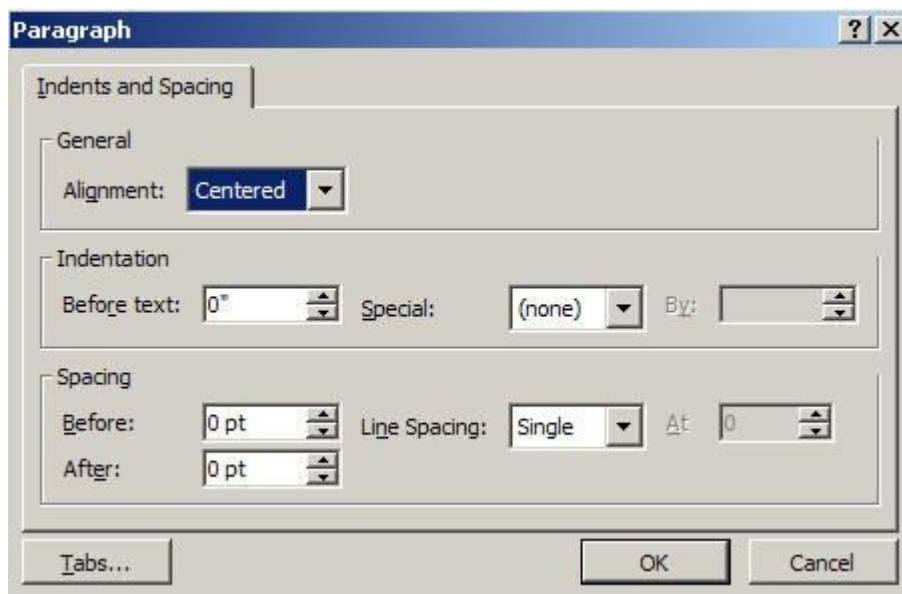 Paragraph
Indents and Spacing
General
Alignment: Centered
Indentation
Before text: 0" Special: (none) By:
Spacing
Before: 0 pt Line Spacing: Single At 0
After: 0 pt
Tabs... OK Cancel